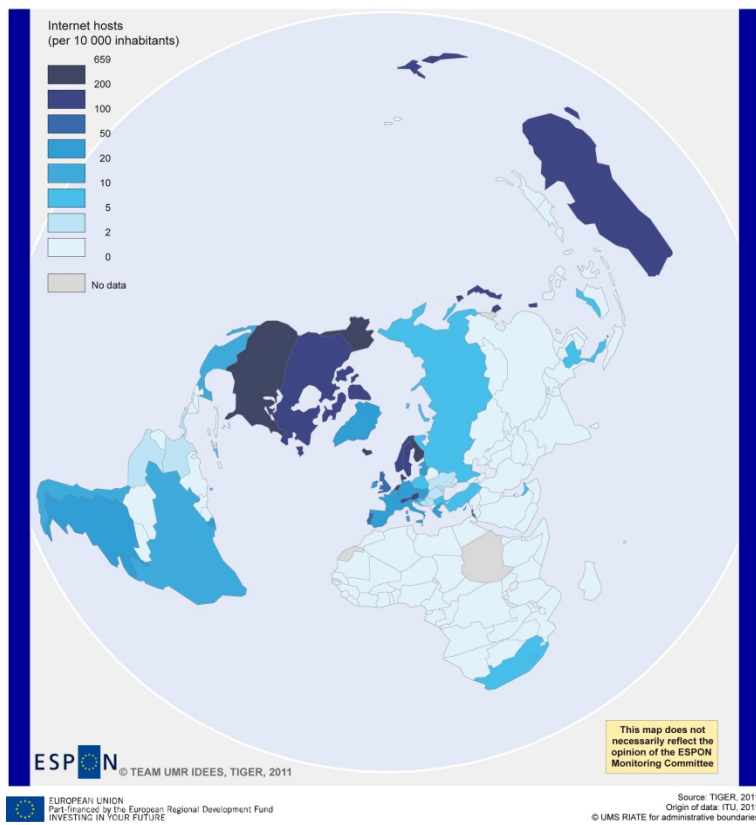 Internet hosts
(per 10 000 inhabitants)
659
200
100
50
20
10
5
2
0
No data
This map does not
necessarily reflect the
opinion of the ESPON
Monitoring Committee
ESPON © TEAM UMR IDEES, TIGER, 2011
EUROPEAN UNION
Part-financed by the European Regional Development Fund
INVESTING IN YOUR FUTURE
Source: TIGER, 201
Origin of data: ITU, 201
© UMS RIATE for administrative boundarie